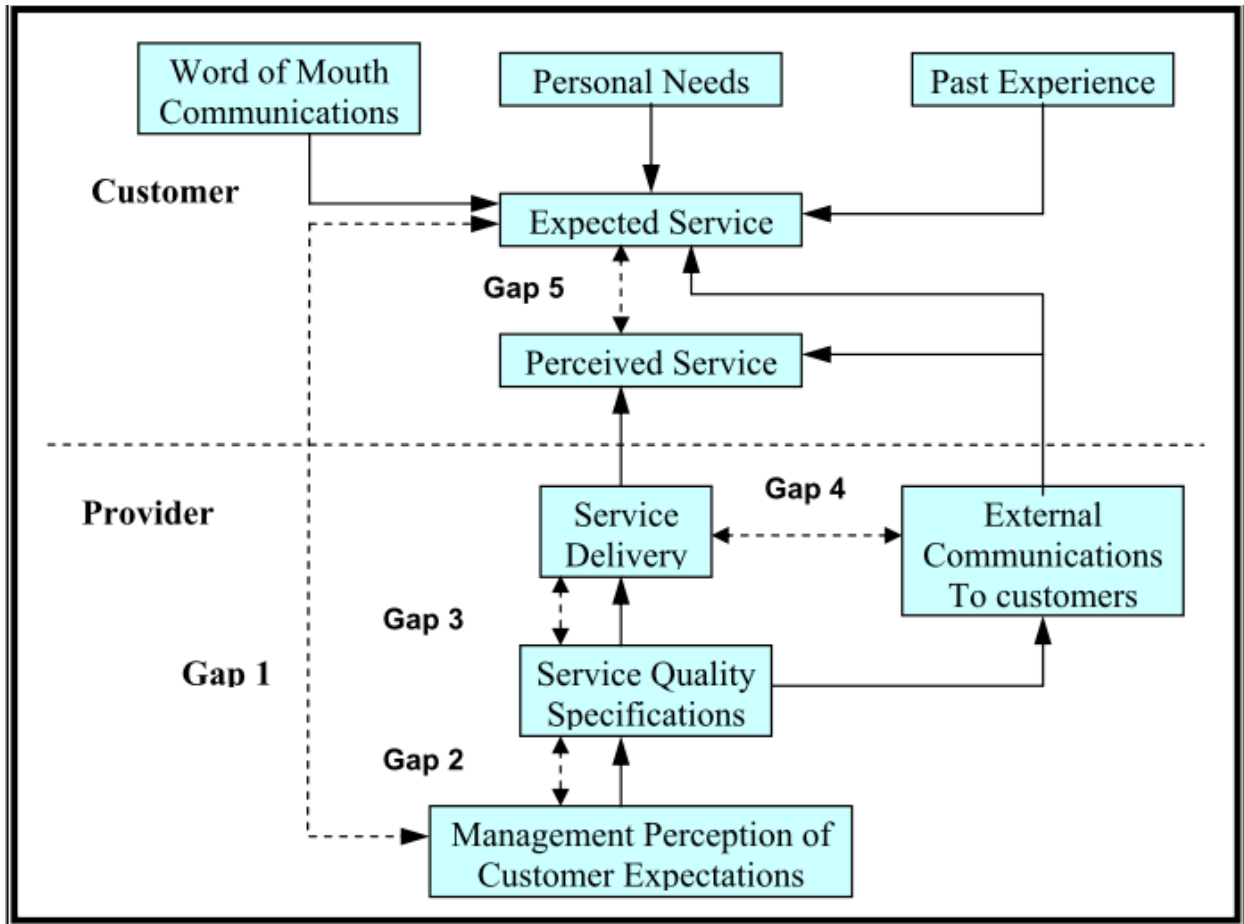 Word of Mouth
Communications
Personal Needs
Past Experience
Customer
Expected Service
Gap 5
Perceived Service
Provider
Service
Delivery
Gap 4
External
Communications
To customers
Gap 3
Gap 1
Service Quality
Specifications
Gap 2
Management Perception of
Customer Expectations